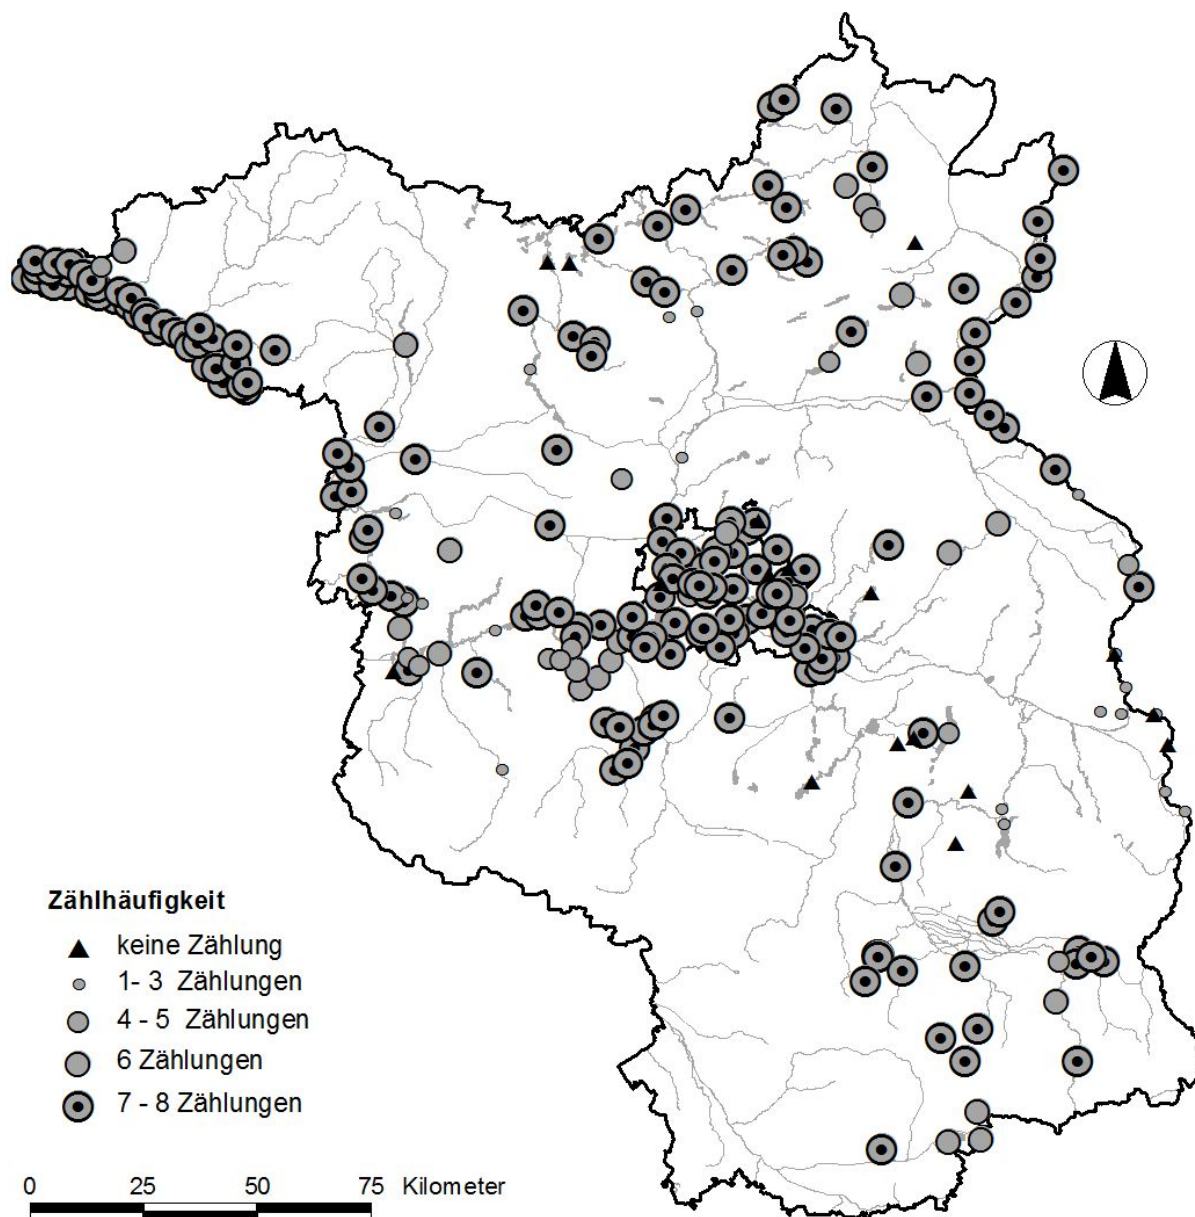 Zählhäufigkeit
keine Zählung
1- 3 Zählungen
4 - 5 Zählungen
6 Zählungen
7 - 8 Zählungen
0 25 50 75 Kilometer